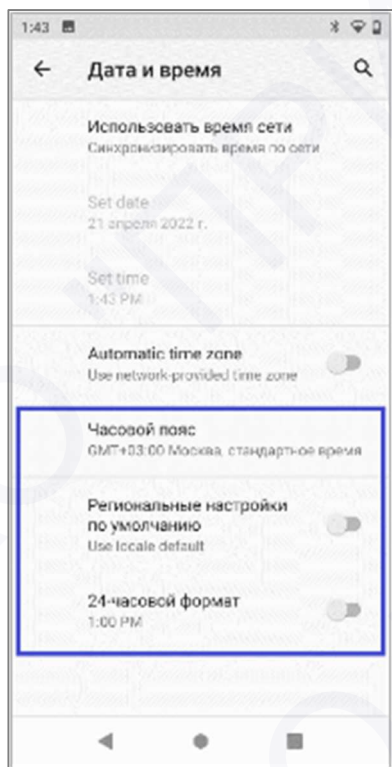 1:43
Дата и время
Использовать время сети
Синхронизировать время по сети
Set date
21 апреля 2022 г.
Set time
1:43 PM
Automatic time zone
Use network-provided time zone
Часовой пояс
GMT+03:00 Москва, стандартное время
Региональные настройки
по умолчанию
Use locale default
24-часовой формат
1:00 PM